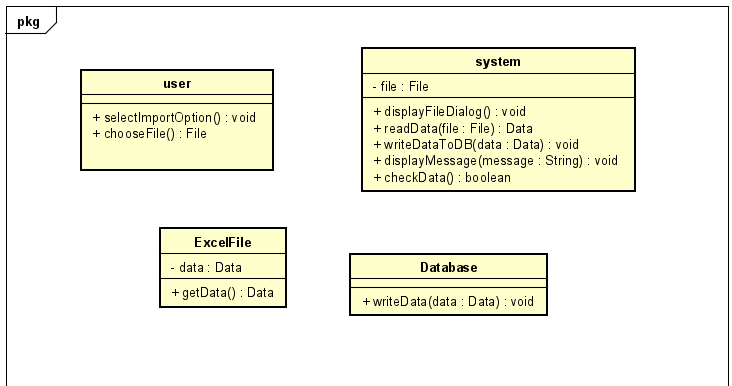 pkg
user
+ selectImportOption() : void
+ chooseFile() : File
system
- file : File
+ displayFileDialog() : void
+ readData(file : File) : Data
+ writeDataToDB(data : Data) : void
+ displayMessage(message : String) : void
+ checkData() : boolean
ExcelFile
- data : Data
+ getData() : Data
Database
+ writeData(data : Data) : void